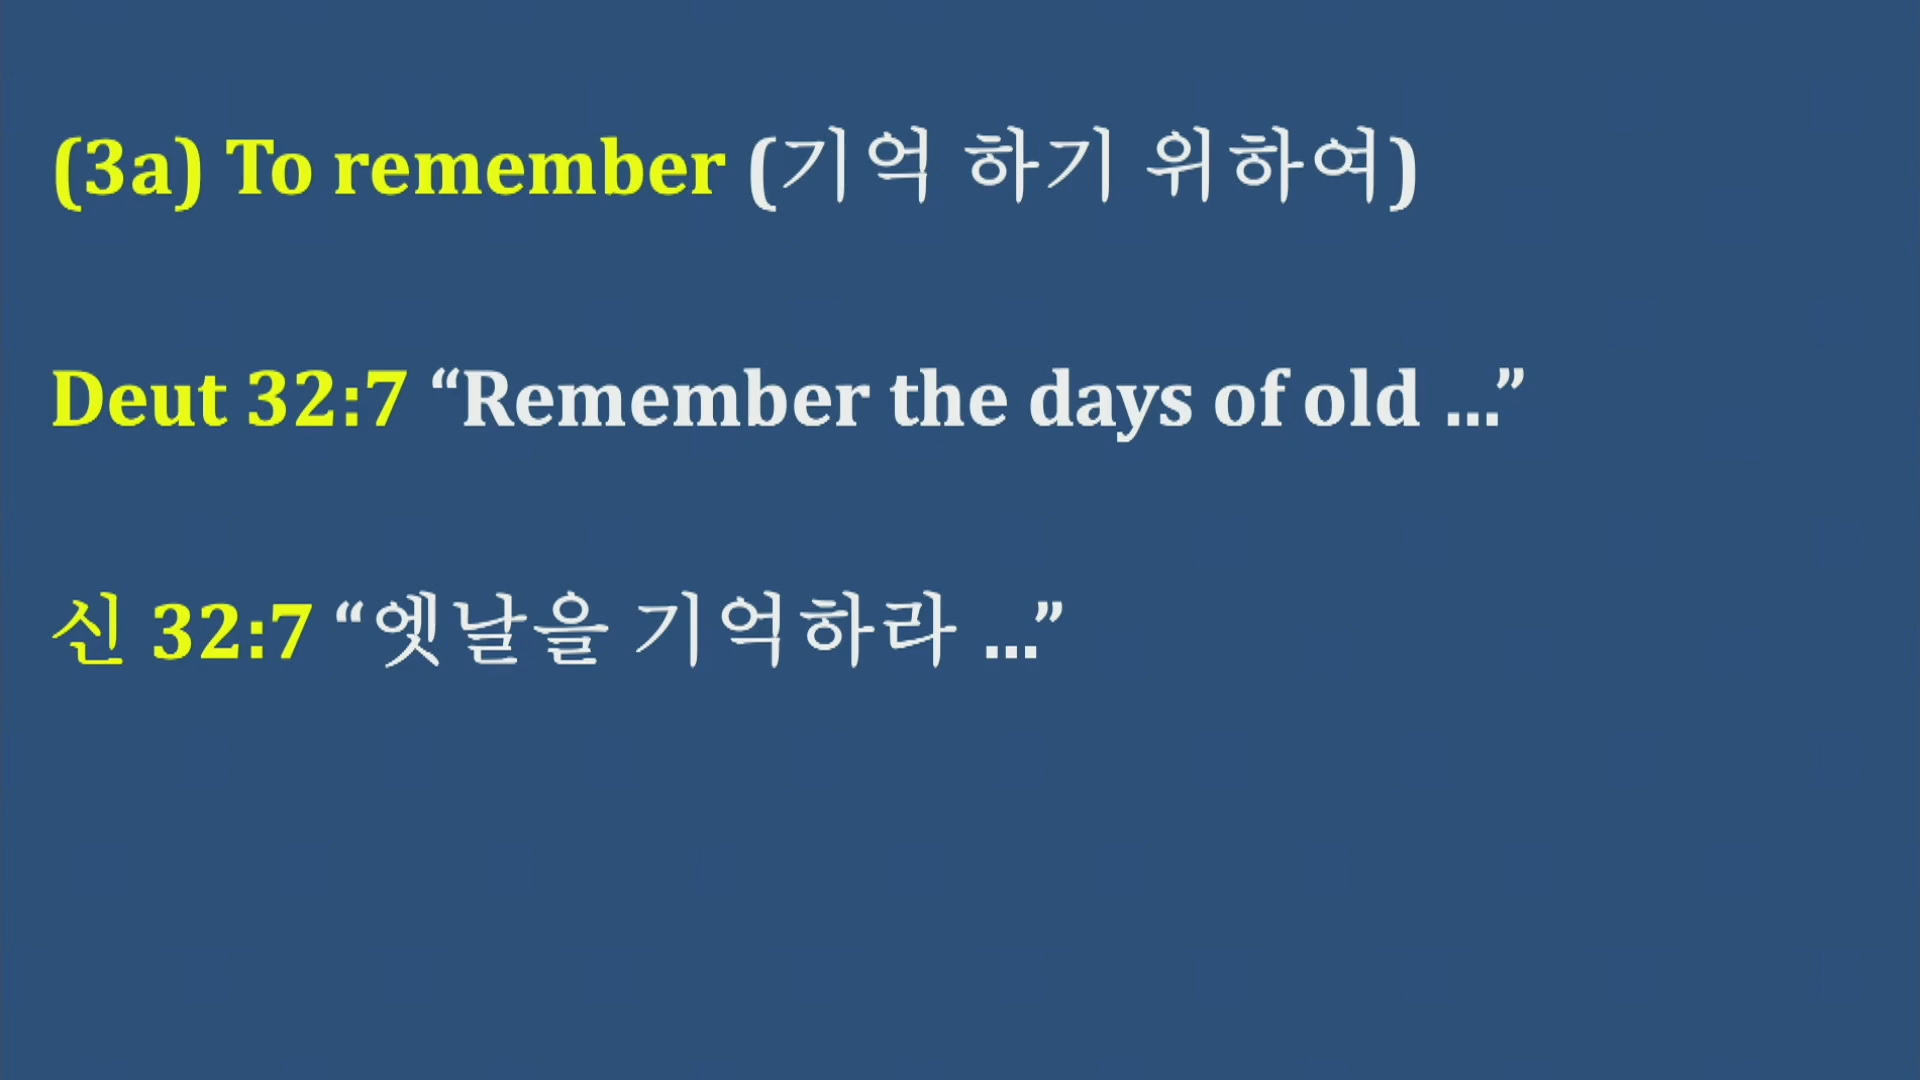 (3a) To remember (기억 하기 위하여)
Deut 32:7 “Remember the days of old ...”
신 32:7 “옛날을 기억하라 ...”